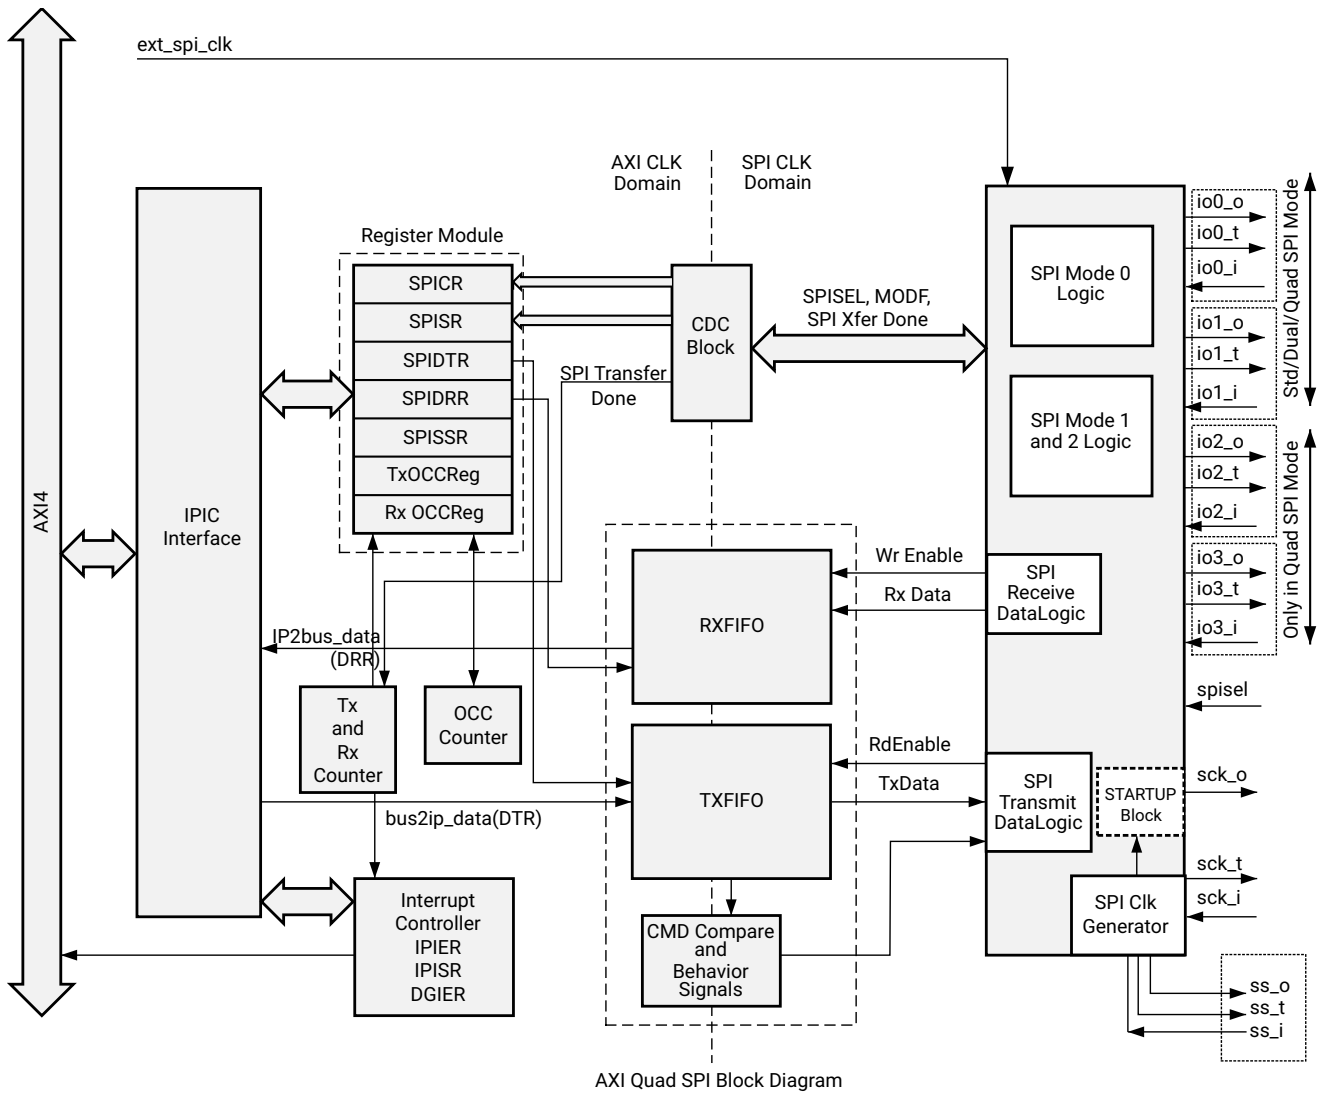 ext_spi_clk
AXI CLK
Domain
SPI CLK
Domain
Register Module
SPICR
SPISR
SPIDTR
SPIDRR
SPISSR
TxOCCReg
Rx OCCReg
CDC
Block
SPISEL, MODF,
SPI Xfer Done
SPI Transfer
Done
SPI Mode 0
Logic
SPI Mode 1
and 2 Logic
io0_o
io0_t
io0_i
io1_o
io1_t
io1_i
Std/Dual/Quad SPI Mode
io2_o
io2_t
io2_i
io3_o
io3_t
io3_i
Only in Quad SPI Mode
AXI4
IPIC
Interface
Wr Enable
Rx Data
SPI
Receive
DataLogic
RXFIFO
IP2bus_data
(DRR)
Tx
and
Rx
Counter
OCC
Counter
spisel
RdEnable
TxData
TXFIFO
SPI
Transmit
DataLogic
STARTUP
Block
sck_o
bus2ip_data(DTR)
sck_t
sck_i
SPI Clk
Generator
Interrupt
Controller
IPIER
IPISR
DGIER
CMD Compare
and
Behavior
Signals
ss_o
ss_t
ss_i
AXI Quad SPI Block Diagram